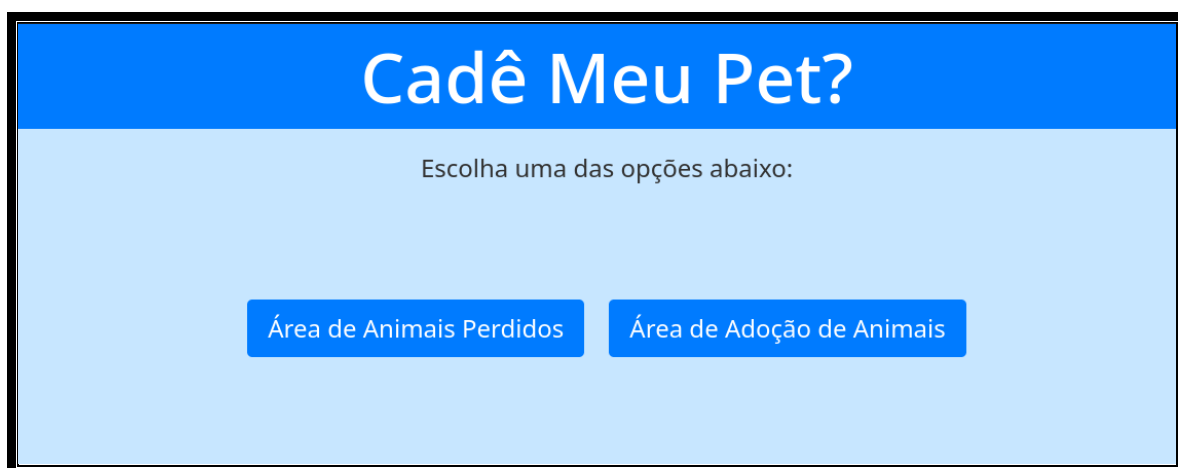 Cadê Meu Pet?
Escolha uma das opções abaixo:
Área de Animais Perdidos
Área de Adoção de Animais